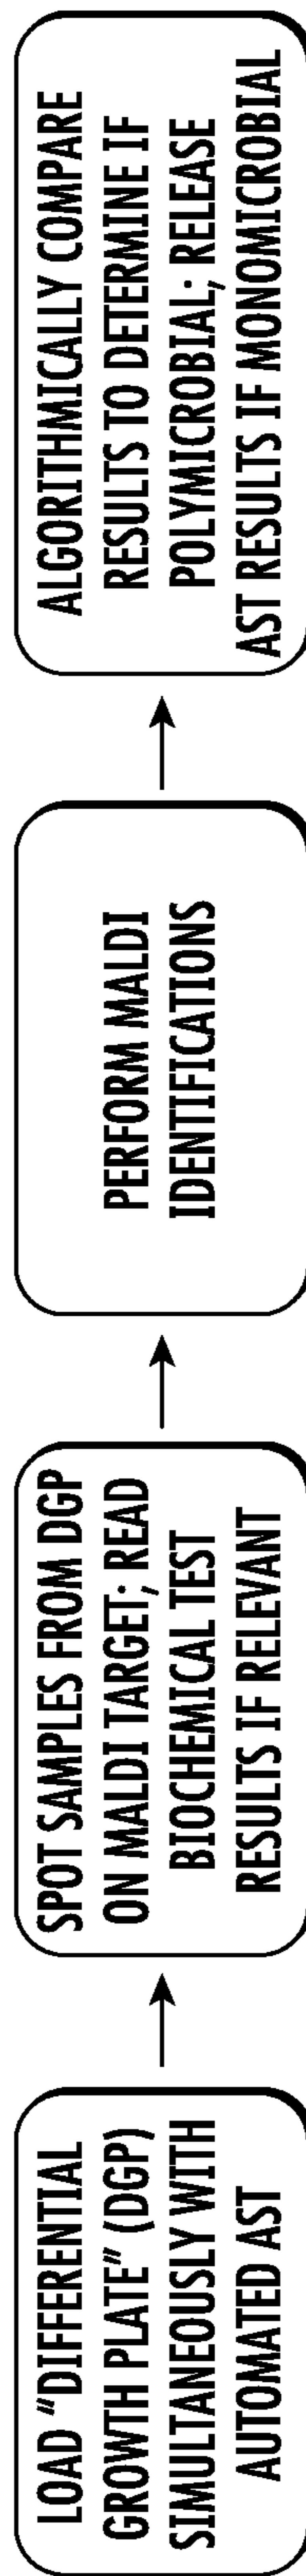 LOAD “DIFFERENTIAL
GROWTH PLATE” (DGP)
SIMULTANEOUSLY WITH
AUTOMATED AST
SPOT SAMPLES FROM DGP
ON MALDI TARGET; READ
BIOCHEMICAL TEST
RESULTS IF RELEVANT
PERFORM MALDI
IDENTIFICATIONS
ALGORITHMICALLY COMPARE
RESULTS TO DETERMINE IF
POLYMICROBIAL; RELEASE
AST RESULTS IF MONOMICROBIAL